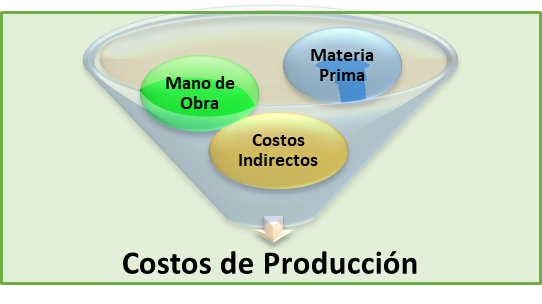 Materia
Prima
Mano de
Obra
Costos
Indirectos
Costos de Producción